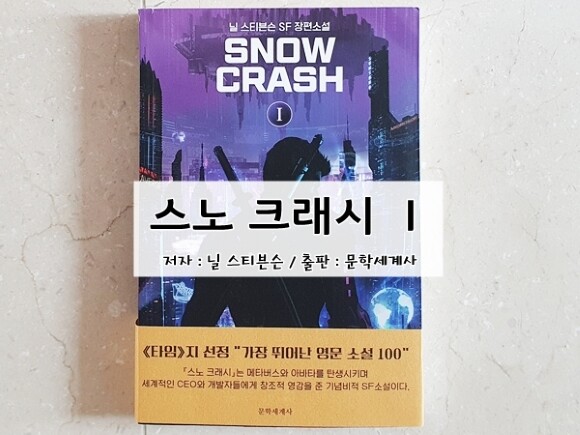 닐 스티븐슨 SF 장편소설
SNOW
CRASH
I
스노 크래시 I
저자 : 닐 스티븐슨 / 출판 : 문학세계사
《타임》지 선정 "가장 뛰어난 영문 소설 100"
『스노 크래시』는 메타버스와 아바타를 탄생시키며
세계적인 CEO와 개발자들에게 창조적 영감을 준 기념비적 SF소설이다.
문학세계사